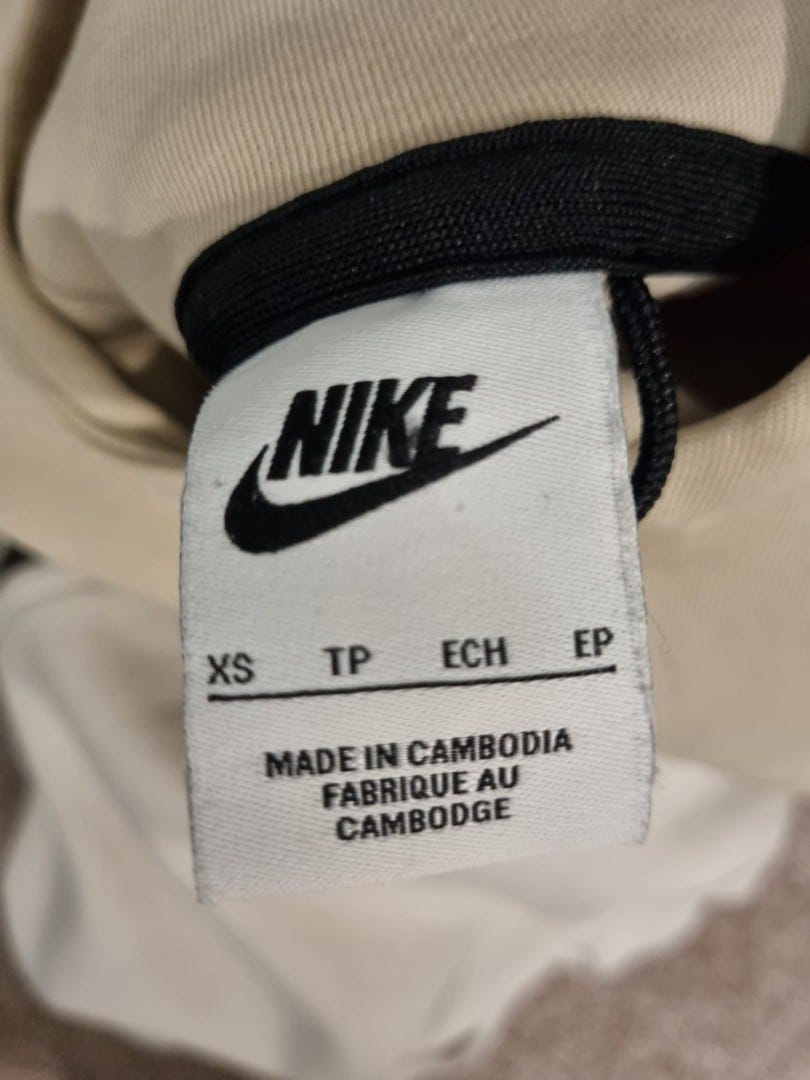 NIKE
XS TP ECH EP
MADE IN CAMBODIA
FABRIQUE AU
CAMBODGE